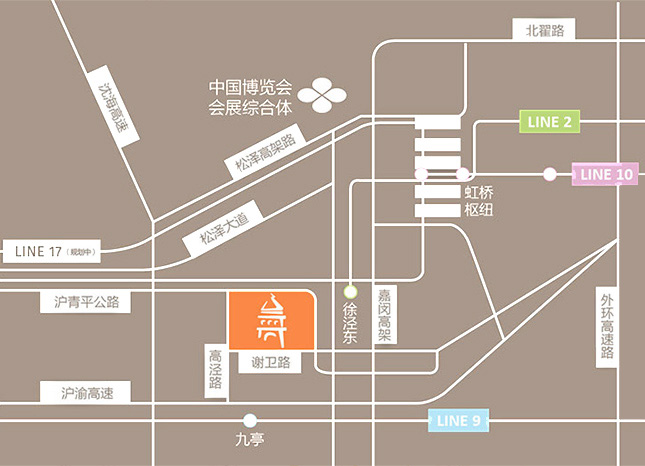 北翟路
沈海高速
中国博览会
会展综合体
LINE 2
松泽高架路
LINE 10
虹桥
枢纽
松泽大道
LINE 17（规划中）
沪青平公路
徐泾东
嘉闵高架
外环高速路
高泾路
谢卫路
沪渝高速
LINE 9
九亭